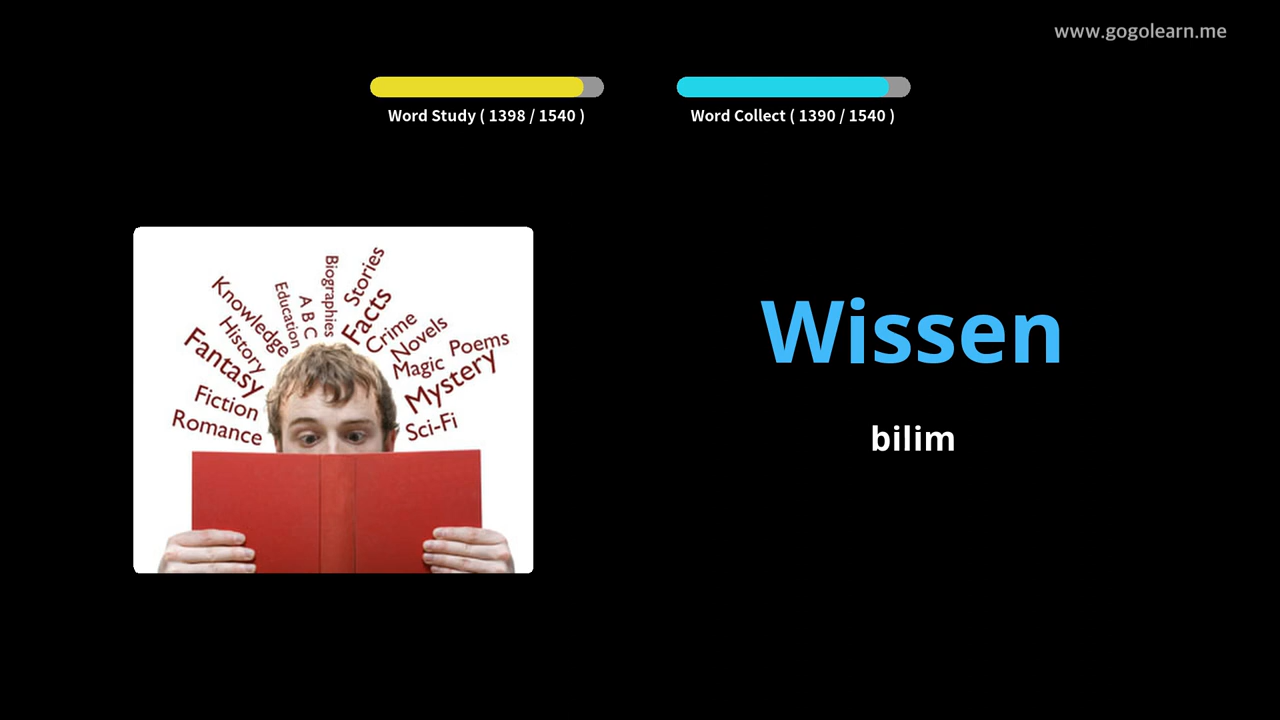 www.gogolearn.me
Word Study ( 1398 / 1540 )
Word Collect ( 1390 / 1540 )
Knowledge
Education
A B C
Biographies
Stories
Facts
Crime
Novels
Poems
History
Fantasy
Magic
Mystery
Fiction
Romance
Sci-Fi
Wissen
bilim